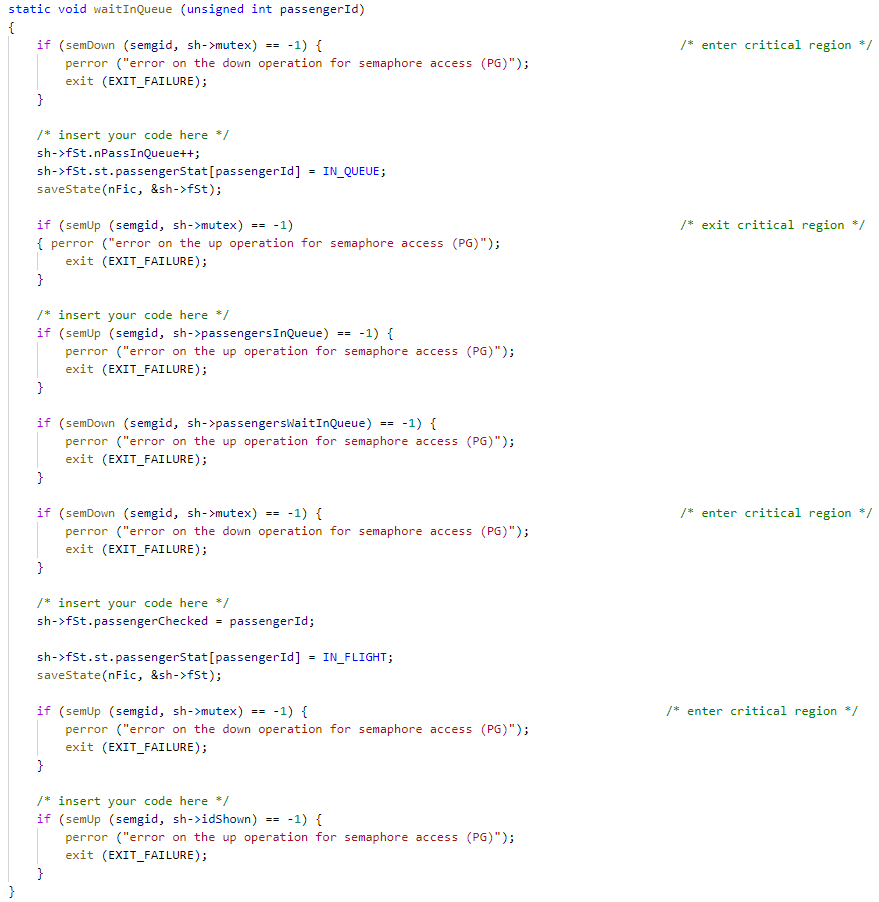 static void waitInQueue (unsigned int passengerId)
{
    if (semDown (semgid, sh->mutex) == -1) {                                                  /* enter critical region */
        perror ("error on the down operation for semaphore access (PG)");
        exit (EXIT_FAILURE);
    }

    /* insert your code here */
    sh->fSt.nPassInQueue++;
    sh->fSt.st.passengerStat[passengerId] = IN_QUEUE;
    saveState(nFic, &sh->fSt);

    if (semUp (semgid, sh->mutex) == -1)                                                      /* exit critical region */
    { perror ("error on the up operation for semaphore access (PG)");
        exit (EXIT_FAILURE);
    }

    /* insert your code here */
    if (semUp (semgid, sh->passengersInQueue) == -1) {
        perror ("error on the up operation for semaphore access (PG)");
        exit (EXIT_FAILURE);
    }

    if (semDown (semgid, sh->passengersWaitInQueue) == -1) {
        perror ("error on the up operation for semaphore access (PG)");
        exit (EXIT_FAILURE);
    }

    if (semDown (semgid, sh->mutex) == -1) {                                                  /* enter critical region */
        perror ("error on the down operation for semaphore access (PG)");
        exit (EXIT_FAILURE);
    }

    /* insert your code here */
    sh->fSt.passengerChecked = passengerId;

    sh->fSt.st.passengerStat[passengerId] = IN_FLIGHT;
    saveState(nFic, &sh->fSt);

    if (semUp (semgid, sh->mutex) == -1) {                                                  /* enter critical region */
        perror ("error on the down operation for semaphore access (PG)");
        exit (EXIT_FAILURE);
    }

    /* insert your code here */
    if (semUp (semgid, sh->idShown) == -1) {
        perror ("error on the up operation for semaphore access (PG)");
        exit (EXIT_FAILURE);
    }
}